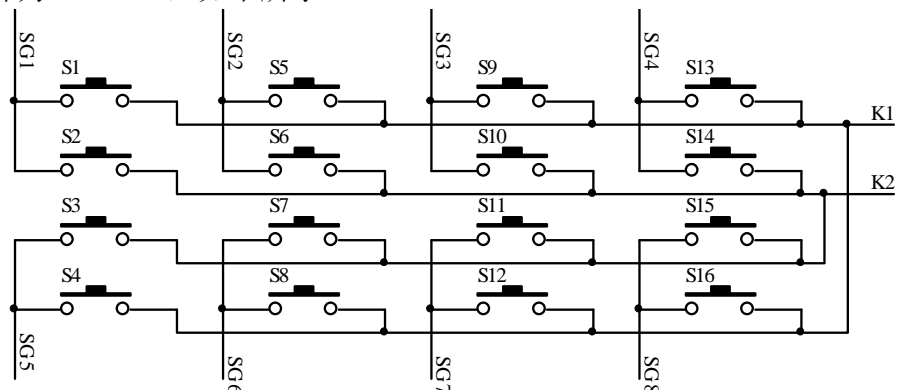 SG1 SG2 SG3 SG4
S1 S5 S9 S13
K1
S2 S6 S10 S14
K2
S3 S7 S11 S15
S4 S8 S12 S16
SG5 SG6 SG7 SG8